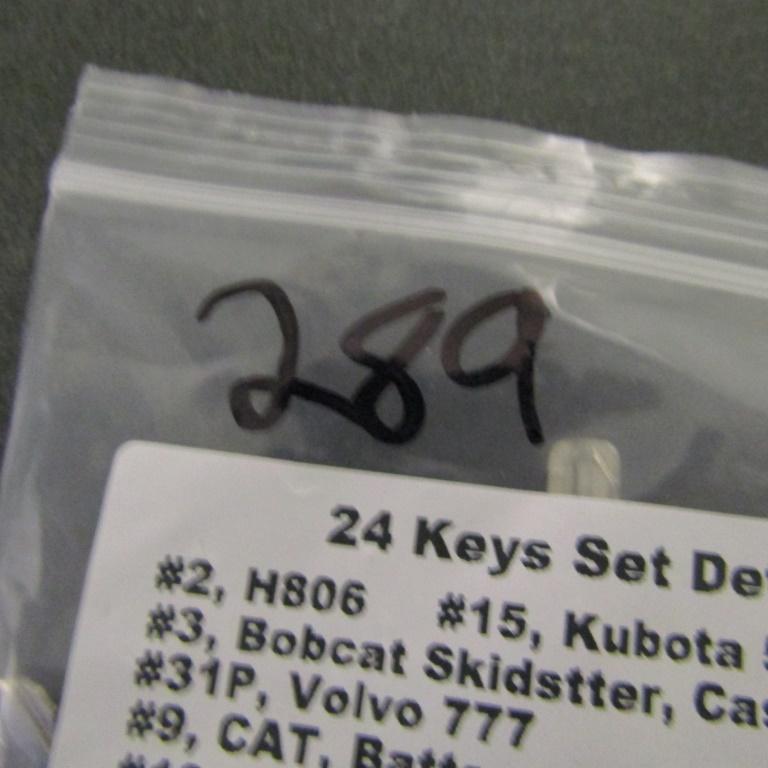 289
24 Keys Set
#2, H806 #15, Kubota
#3, Bobcat Skidstter,
#31P, Volvo 777
#9, CAT,